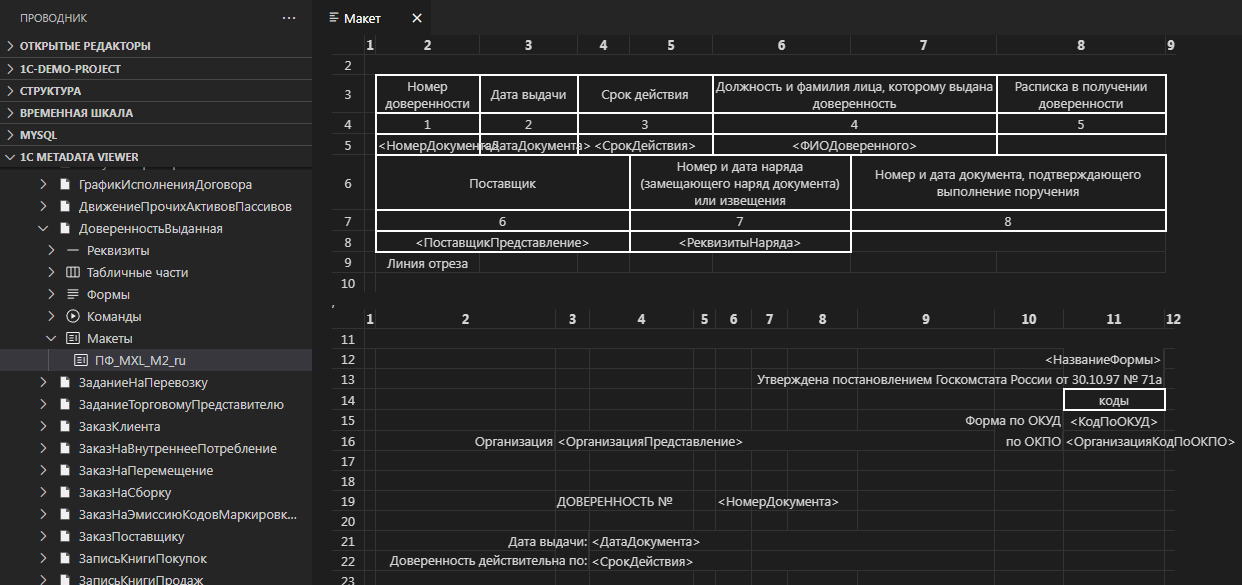 ПРОВОДНИК
ОТКРЫТЫЕ РЕДАКТОРЫ
1C-DEMO-PROJECT
СТРУКТУРА
ВРЕМЕННАЯ ШКАЛА
MYSQL
1C METADATA VIEWER
ГрафикИсполненияДоговора
ДвижениеПрочихАктивовПассивов
ДоверенностьВыданная
Реквизиты
Табличные части
Формы
Команды
Макеты
ПФ_MXL_M2_ru
ЗаданиеНаПеревозку
ЗаданиеТорговомуПредставителю
ЗаказКлиента
ЗаказНаВнутреннееПотребление
ЗаказНаПеремещение
ЗаказНаСборку
ЗаказНаЭмиссиюКодовМаркировк...
ЗаказПоставщику
ЗаписьКнигиПокупок
ЗаписьКнигиПродаж
Макет
1 2 3 4 5 6 7 8 9
2
3 Номер доверенности Дата выдачи Срок действия Должность и фамилия лица, которому выдана доверенность Расписка в получении доверенности
4 1 2 3 4 5
5 <НомерДокумента <ДатаДокумента> <СрокДействия> <ФИОДоверенного>
6 Поставщик Номер и дата наряда (замещающего наряд документа) или извещения Номер и дата документа, подтверждающего выполнение поручения
7 6 7 8
8 <ПоставщикПредставление> <РеквизитыНаряда>
9 Линия отреза
10
1 2 3 4 5 6 7 8 9 10 11 12
11
12 <НазваниеФормы>
13 Утверждена постановлением Госкомстата России от 30.10.97 № 71а
14 коды
15 Форма по ОКУД <КодПоОКУД>
16 Организация <ОрганизацияПредставление> по ОКПО <ОрганизацияКодПоОКПО>
17
18
19 ДОВЕРЕННОСТЬ № <НомерДокумента>
20
21 Дата выдачи: <ДатаДокумента>
22 Доверенность действительна по: <СрокДействия>
23